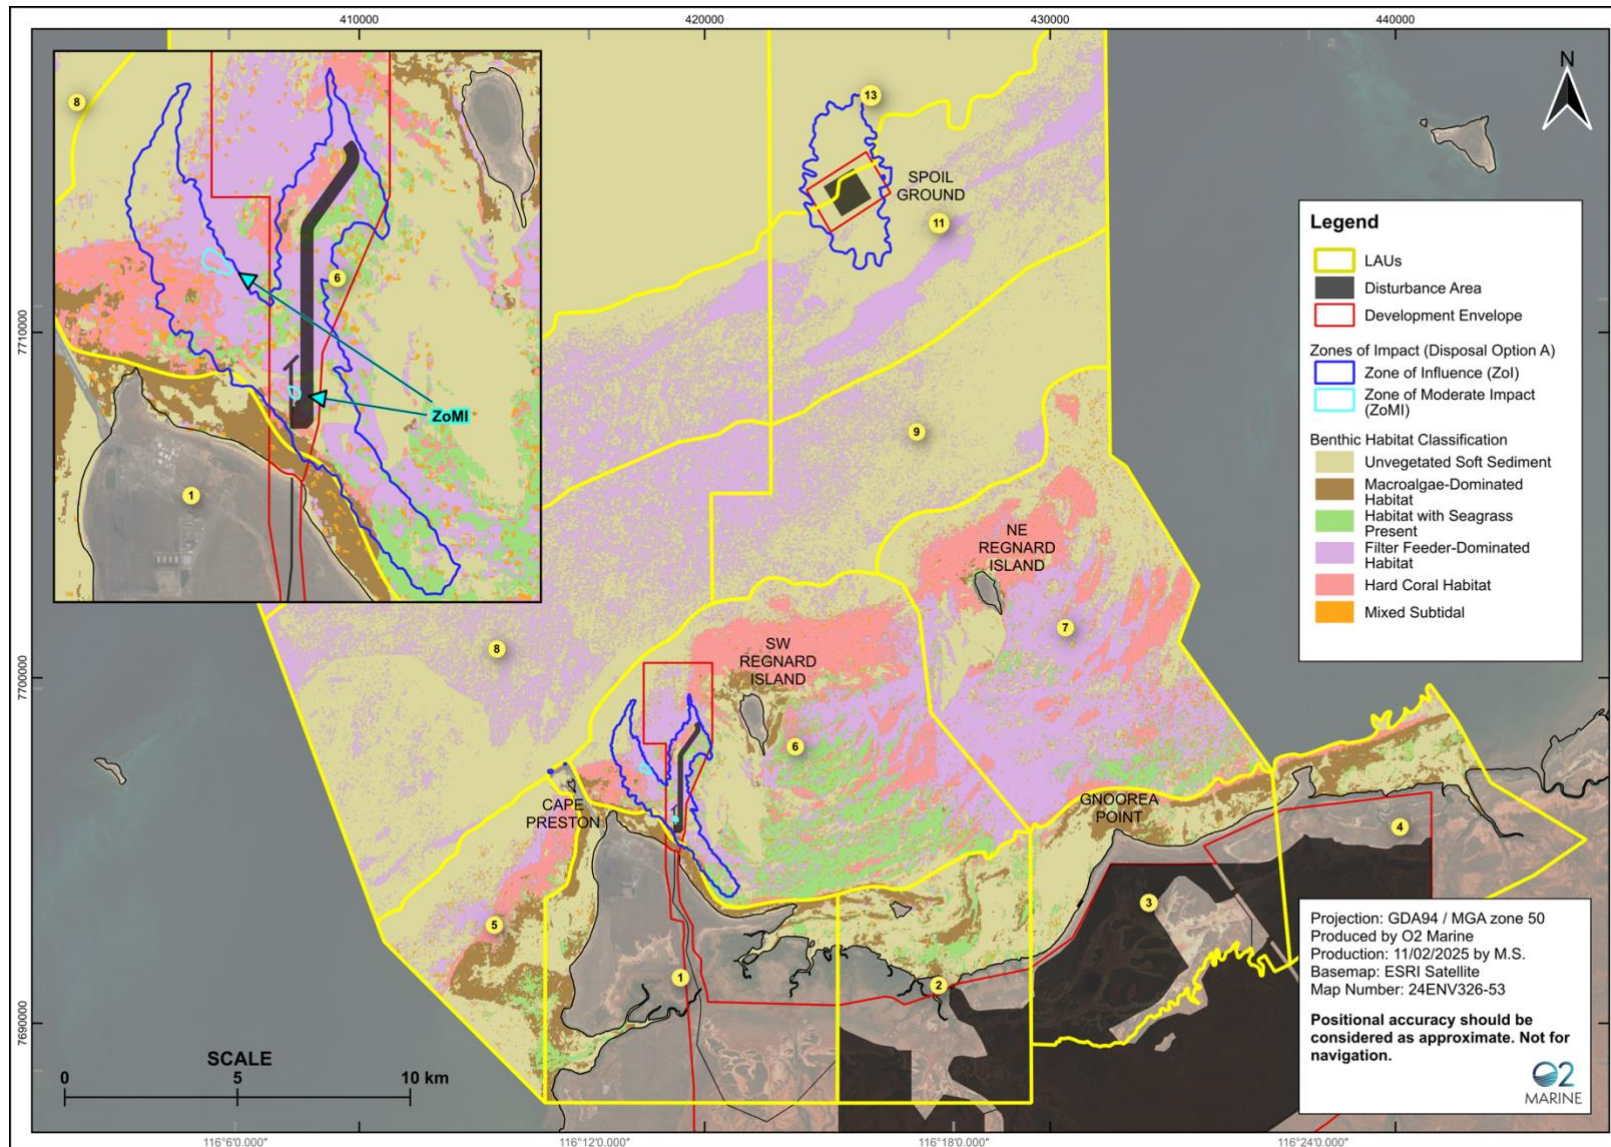 410000
420000
430000
440000
N
8
13
SPOIL
GROUND
11
6
ZoMI
1
7710000
9
NE
REGNARD
ISLAND
7
8
SW
REGNARD
ISLAND
7700000
6
CAPE
PRESTON
GNOOREA
POINT
4
3
5
1
2
7690000
SCALE
0
5
10 km
116°6'0.000"
116°12'0.000"
116°18'0.000"
116°24'0.000"
Legend
LAUs
Disturbance Area
Development Envelope
Zones of Impact (Disposal Option A)
Zone of Influence (ZoI)
Zone of Moderate Impact
(ZoMI)
Benthic Habitat Classification
Unvegetated Soft Sediment
Macroalgae-Dominated
Habitat
Habitat with Seagrass
Present
Filter Feeder-Dominated
Habitat
Hard Coral Habitat
Mixed Subtidal
Projection: GDA94 / MGA zone 50
Produced by O2 Marine
Production: 11/02/2025 by M.S.
Basemap: ESRI Satellite
Map Number: 24ENV326-53
Positional accuracy should be
considered as approximate. Not for
navigation.
O2
MARINE